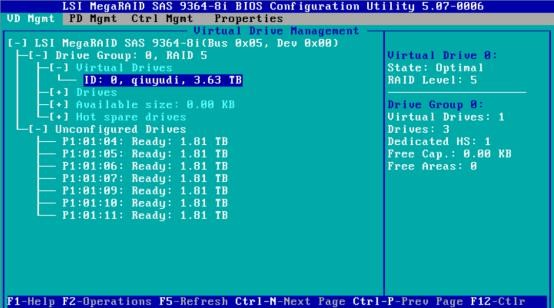 LSI MegaRAID SAS 9364-8i BIOS Configuration Utility 5.07-0006
VD Mgmt PD Mgmt Ctrl Mgmt Properties
Virtual Drive Management
[-] LSI MegaRAID SAS 9364-8i(Bus 0x05, Dev 0x00)
[-] Drive Group: 0, RAID 5
[-] Virtual Drives
ID: 0, qiuyudi, 3.63 TB
[+] Drives
[+] Available size: 0.00 KB
[+] Hot spare drives
[-] Unconfigured Drives
P1:01:04: Ready: 1.81 TB
P1:01:05: Ready: 1.81 TB
P1:01:06: Ready: 1.81 TB
P1:01:07: Ready: 1.81 TB
P1:01:09: Ready: 1.81 TB
P1:01:10: Ready: 1.81 TB
P1:01:11: Ready: 1.81 TB
Virtual Drive 0:
State: Optimal
RAID Level: 5
Drive Group 0:
Virtual Drives: 1
Drives: 3
Dedicated HS: 1
Free Cap.: 0.00 KB
Free Areas: 0
F1-Help F2-Operations F5-Refresh Ctrl-N-Next Page Ctrl-P-Prev Page F12-Ctlr